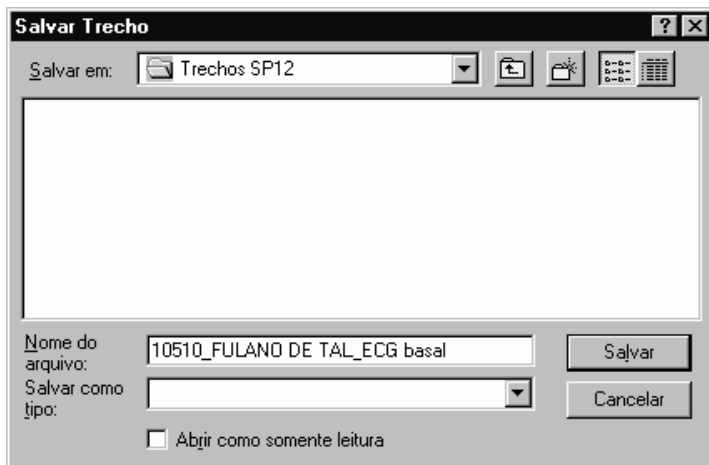 Salvar Trecho
Salvar em: Trechos SP12
Nome do arquivo: 10510_FULANO DE TAL_ECG basal
Salvar
Salvar como tipo:
Cancelar
Abrir como somente leitura